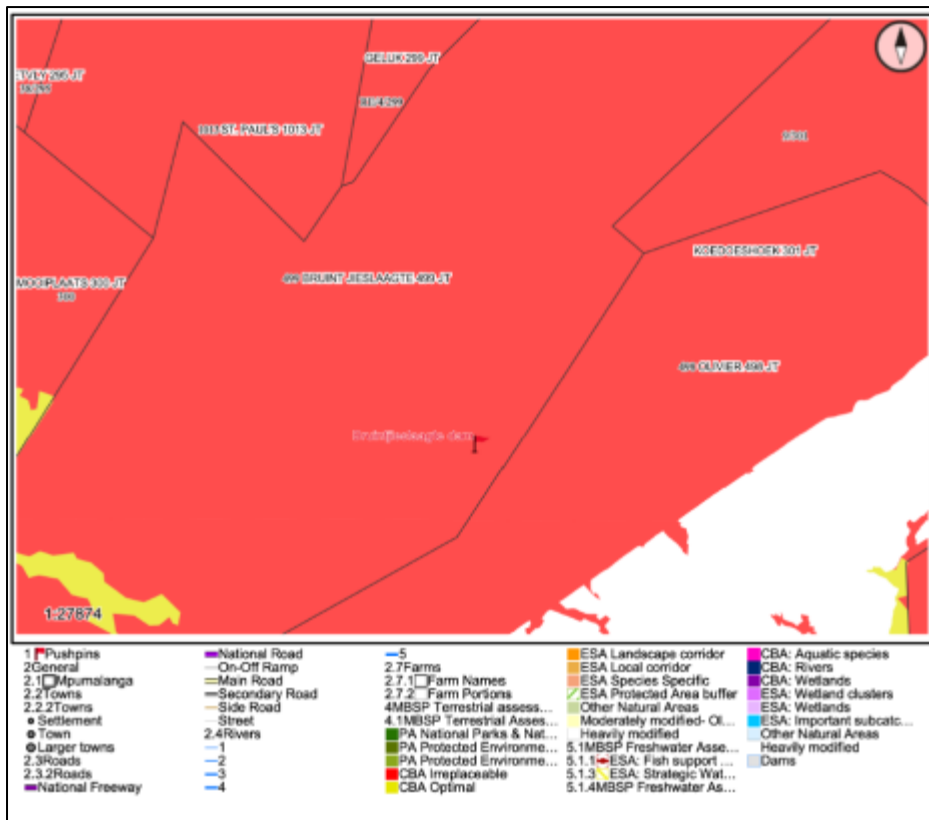 GELUK 299 JT
1013 ST. PAUL'S 1013 JT
KOEDOESHOEK 301 JT
MOOIPLAATS 300 JT
300
499 BRUINT JIESLAAGTE 499 JT
OLIVIER 498 JT
Bruintjieslaagte dam
1:27874
1 Pushpins
2General
2.1 Mpumalanga
2.2Towns
2.2.2Towns
Settlement
Town
Larger towns
2.3Roads
2.3.2Roads
National Freeway
National Road
On-Off Ramp
Main Road
Secondary Road
Side Road
Street
2.4Rivers
1
2
3
4
5
2.7Farms
2.7.1 Farm Names
2.7.2 Farm Portions
4MBSP Terrestrial assess...
4.1MBSP Terrestrial Asses...
PA National Parks & Nat...
PA Protected Environme...
PA Protected Environme...
CBA Irreplaceable
CBA Optimal
ESA Landscape corridor
ESA Local corridor
ESA Species Specific
ESA Protected Area buffer
Other Natural Areas
Moderately modified- Ol...
Heavily modified
5.1MBSP Freshwater Asse...
5.1.1 ESA: Fish support ...
5.1.3 ESA: Strategic Wat...
5.1.4MBSP Freshwater As...
CBA: Aquatic species
CBA: Rivers
CBA: Wetlands
ESA: Wetland clusters
ESA: Wetlands
ESA: Important subcatc...
Other Natural Areas
Heavily modified
Dams